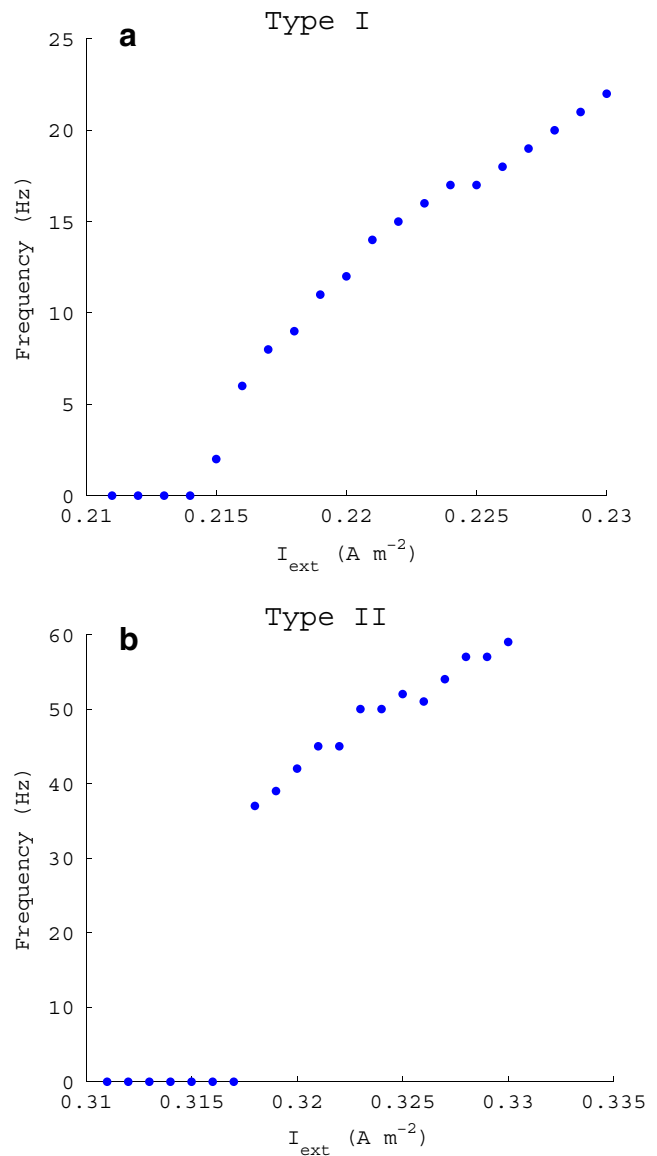 Type I
a
25
20
15
10
5
0
Frequency (Hz)
0.21 0.215 0.22 0.225 0.23
I_ext (A m^-2)
Type II
b
60
50
40
30
20
10
0
Frequency (Hz)
0.31 0.315 0.32 0.325 0.33 0.335
I_ext (A m^-2)